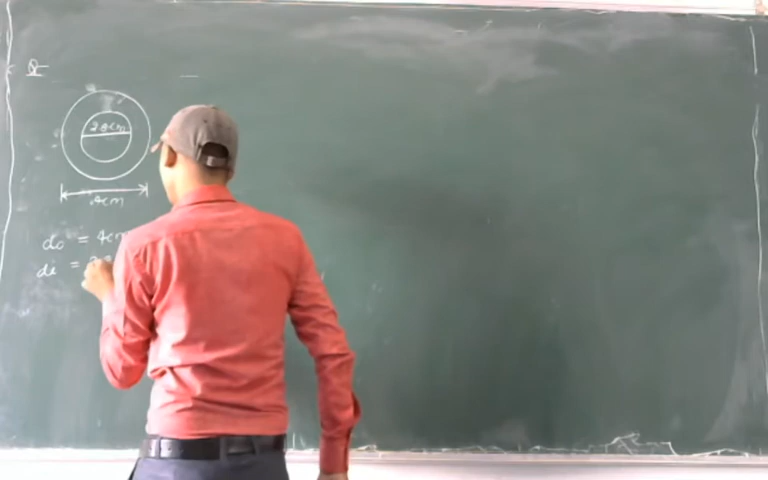 2.8cm
4cm
do = 4cm
di =